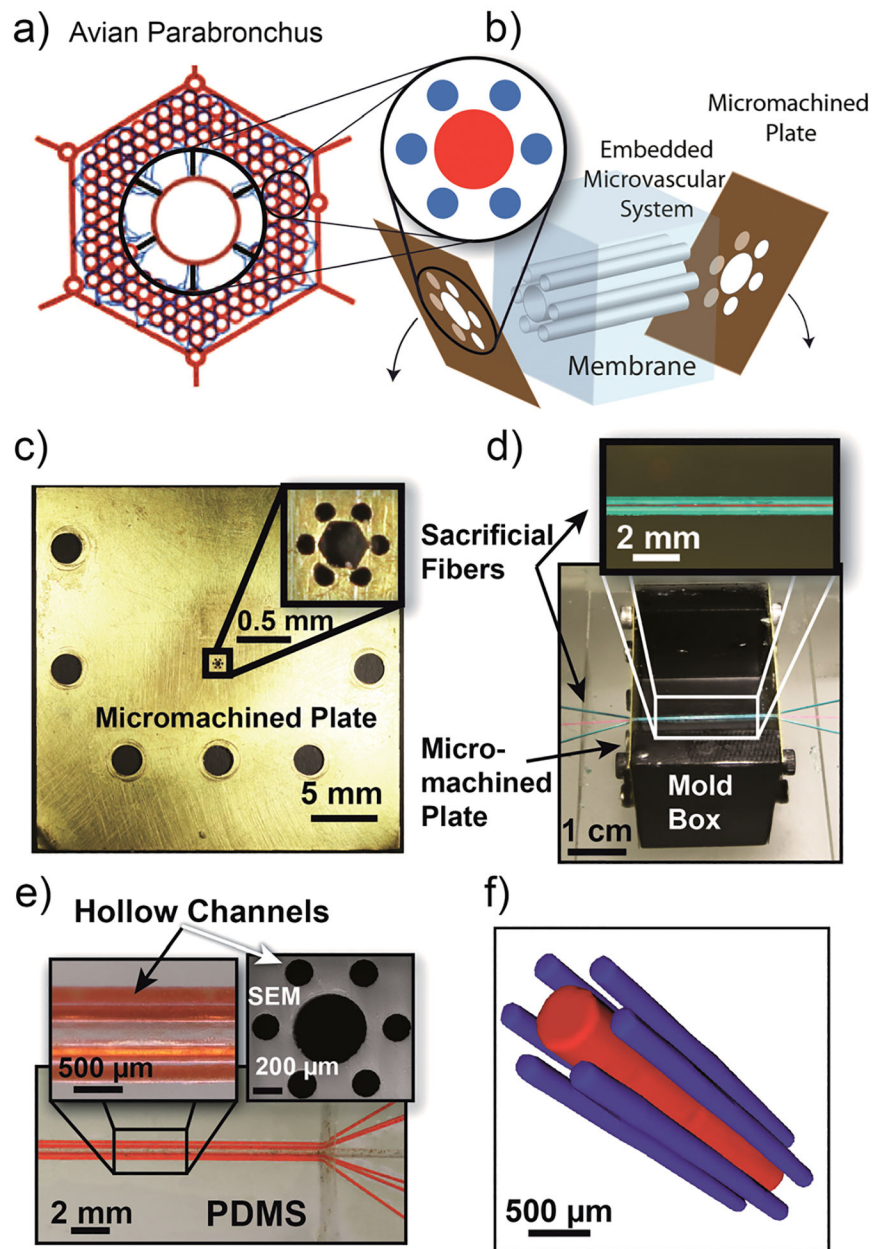 a)
Avian Parabronchus
b)
Micromachined
Plate
Embedded
Microvascular
System
Membrane
c)
0.5 mm
Micromachined Plate
5 mm
d)
Sacrificial
Fibers
2 mm
Micro-
machined
Plate
Mold
Box
1 cm
e)
Hollow Channels
SEM
500 µm
200 µm
2 mm
PDMS
f)
500 µm